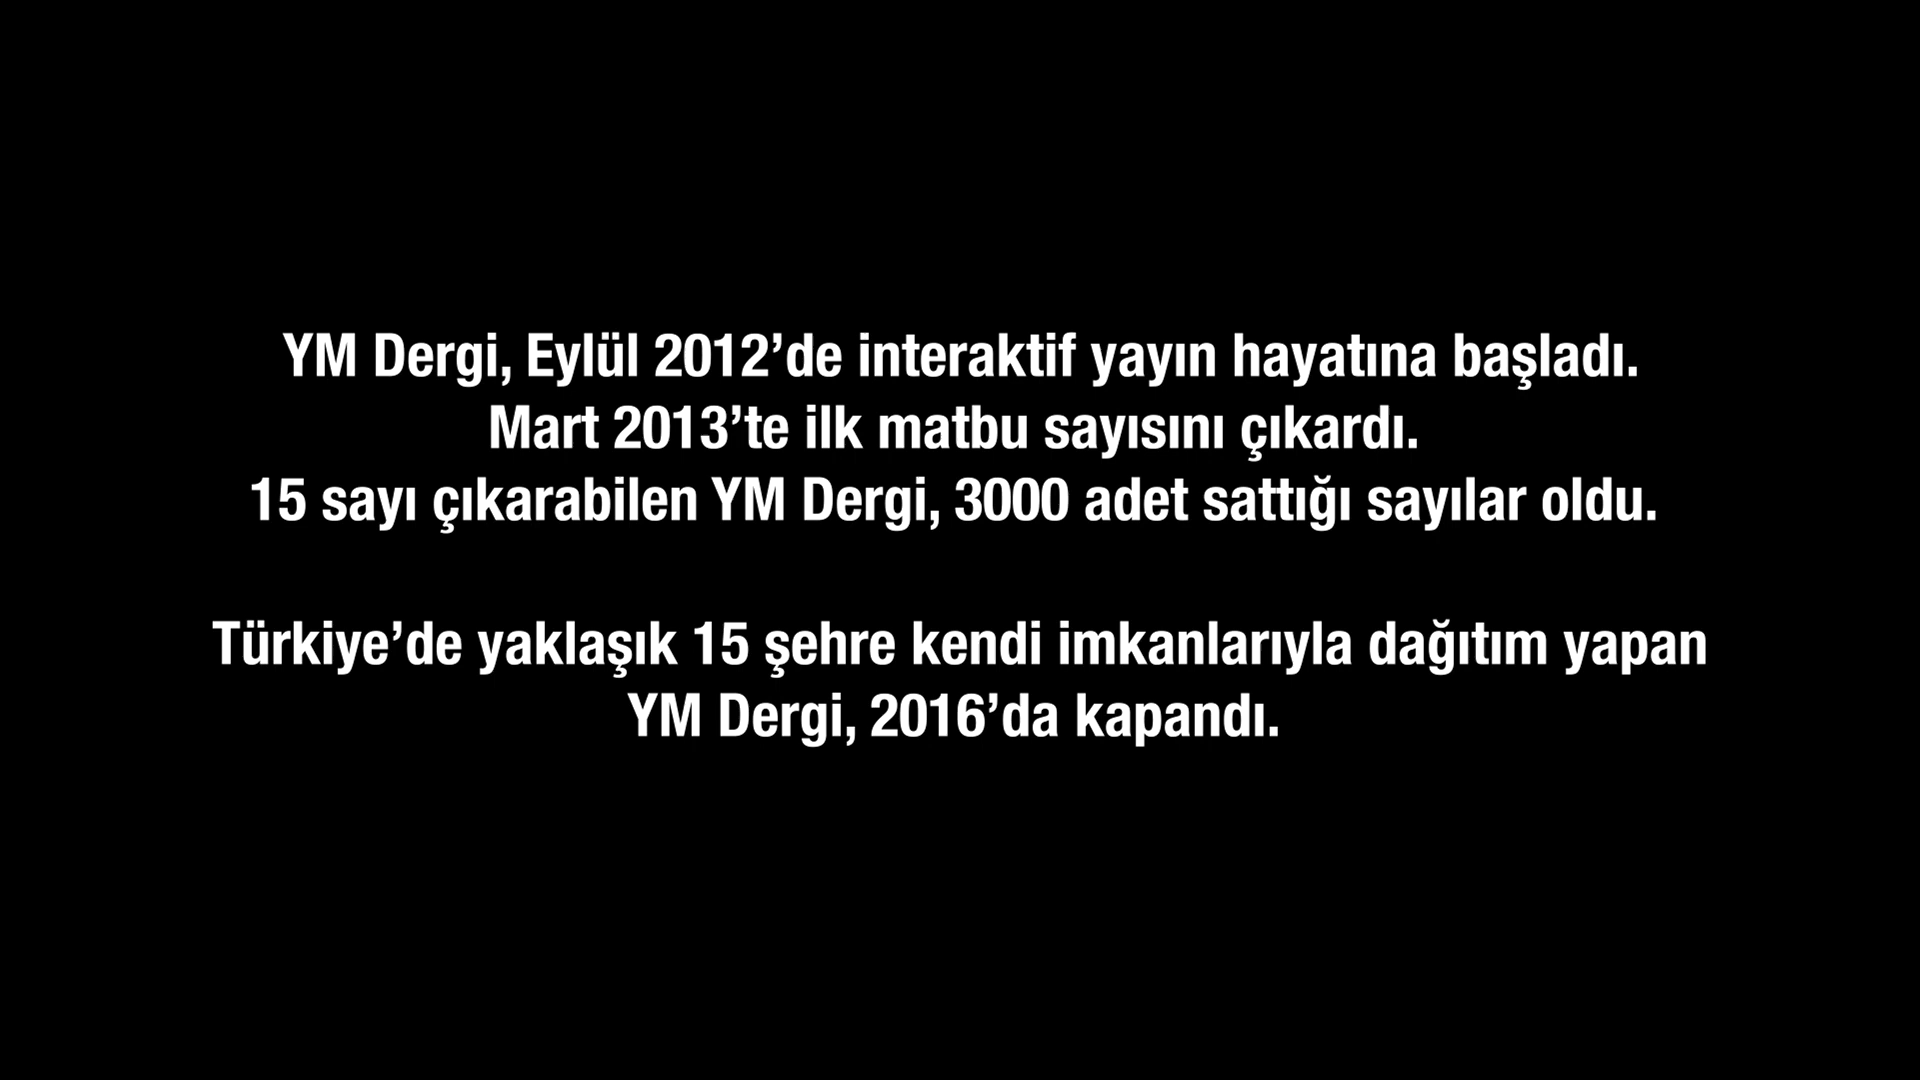 YM Dergi, Eylül 2012’de interaktif yayın hayatına başladı.
Mart 2013’te ilk matbu sayısını çıkardı.
15 sayı çıkarabilen YM Dergi, 3000 adet sattığı sayılar oldu.
Türkiye’de yaklaşık 15 şehre kendi imkanlarıyla dağıtım yapan
YM Dergi, 2016’da kapandı.